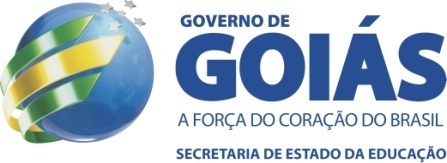 GOVERNO DE
GOIÁS
A FORÇA DO CORAÇÃO DO BRASIL
SECRETARIA DE ESTADO DA EDUCAÇÃO